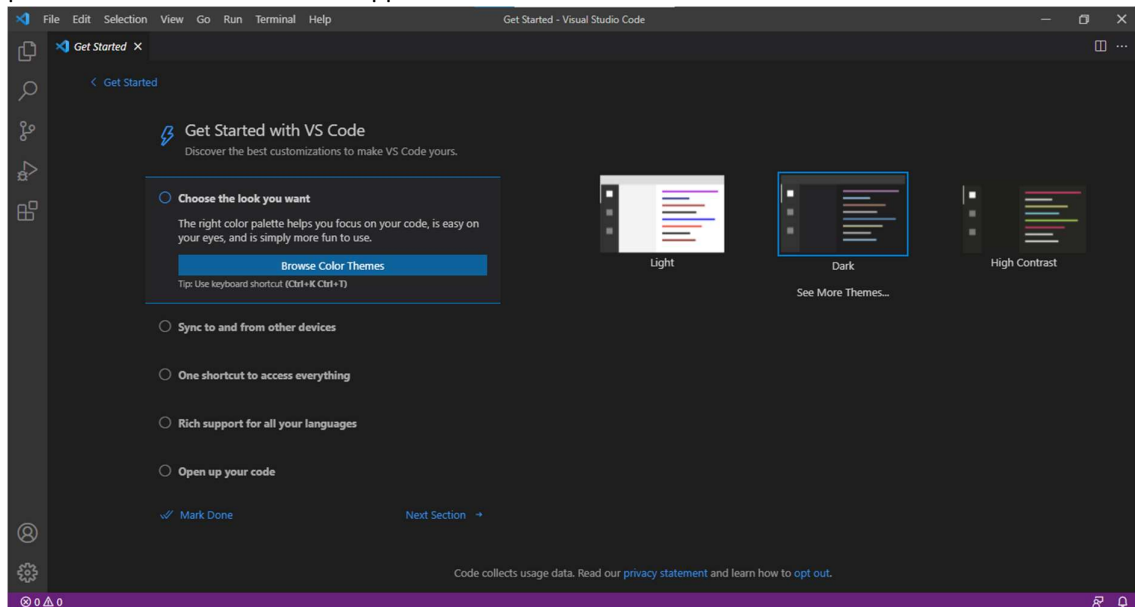 File Edit Selection View Go Run Terminal Help
Get Started - Visual Studio Code
Get Started
Get Started
Get Started with VS Code
Discover the best customizations to make VS Code yours.
Choose the look you want
The right color palette helps you focus on your code, is easy on
your eyes, and is simply more fun to use.
Browse Color Themes
Tip: Use keyboard shortcut (Ctrl+K Ctrl+T)
Light
Dark
High Contrast
See More Themes...
Sync to and from other devices
One shortcut to access everything
Rich support for all your languages
Open up your code
Mark Done
Next Section
Code collects usage data. Read our privacy statement and learn how to opt out.
0 0